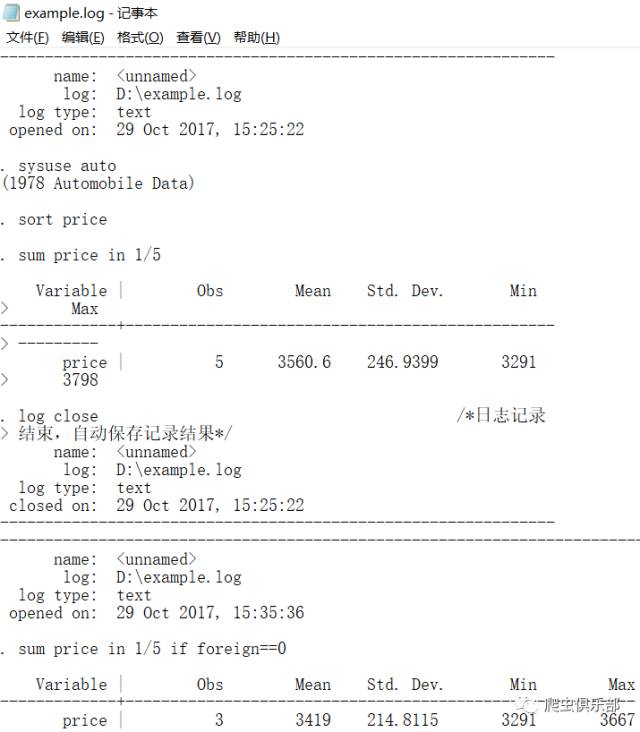 example.log - 记事本
文件(F) 编辑(E) 格式(O) 查看(V) 帮助(H)
--------------------------------------------------------------
name: <unnamed>
log: D:\example.log
log type: text
opened on: 29 Oct 2017, 15:25:22
. sysuse auto
(1978 Automobile Data)
. sort price
. sum price in 1/5
Variable | Obs Mean Std. Dev. Min
> Max
-------------+------------------------------------------------
> ---------
price | 5 3560.6 246.9399 3291
> 3798
. log close /*日志记录
> 结束，自动保存记录结果*/
name: <unnamed>
log: D:\example.log
log type: text
closed on: 29 Oct 2017, 15:25:22
--------------------------------------------------------------
------------------------------------------------------------------------
name: <unnamed>
log: D:\example.log
log type: text
opened on: 29 Oct 2017, 15:35:36
. sum price in 1/5 if foreign==0
Variable | Obs Mean Std. Dev. Min Max
-------------+----------------------------------------------------------
price | 3 3419 214.8115 3291 3667
爬虫俱乐部